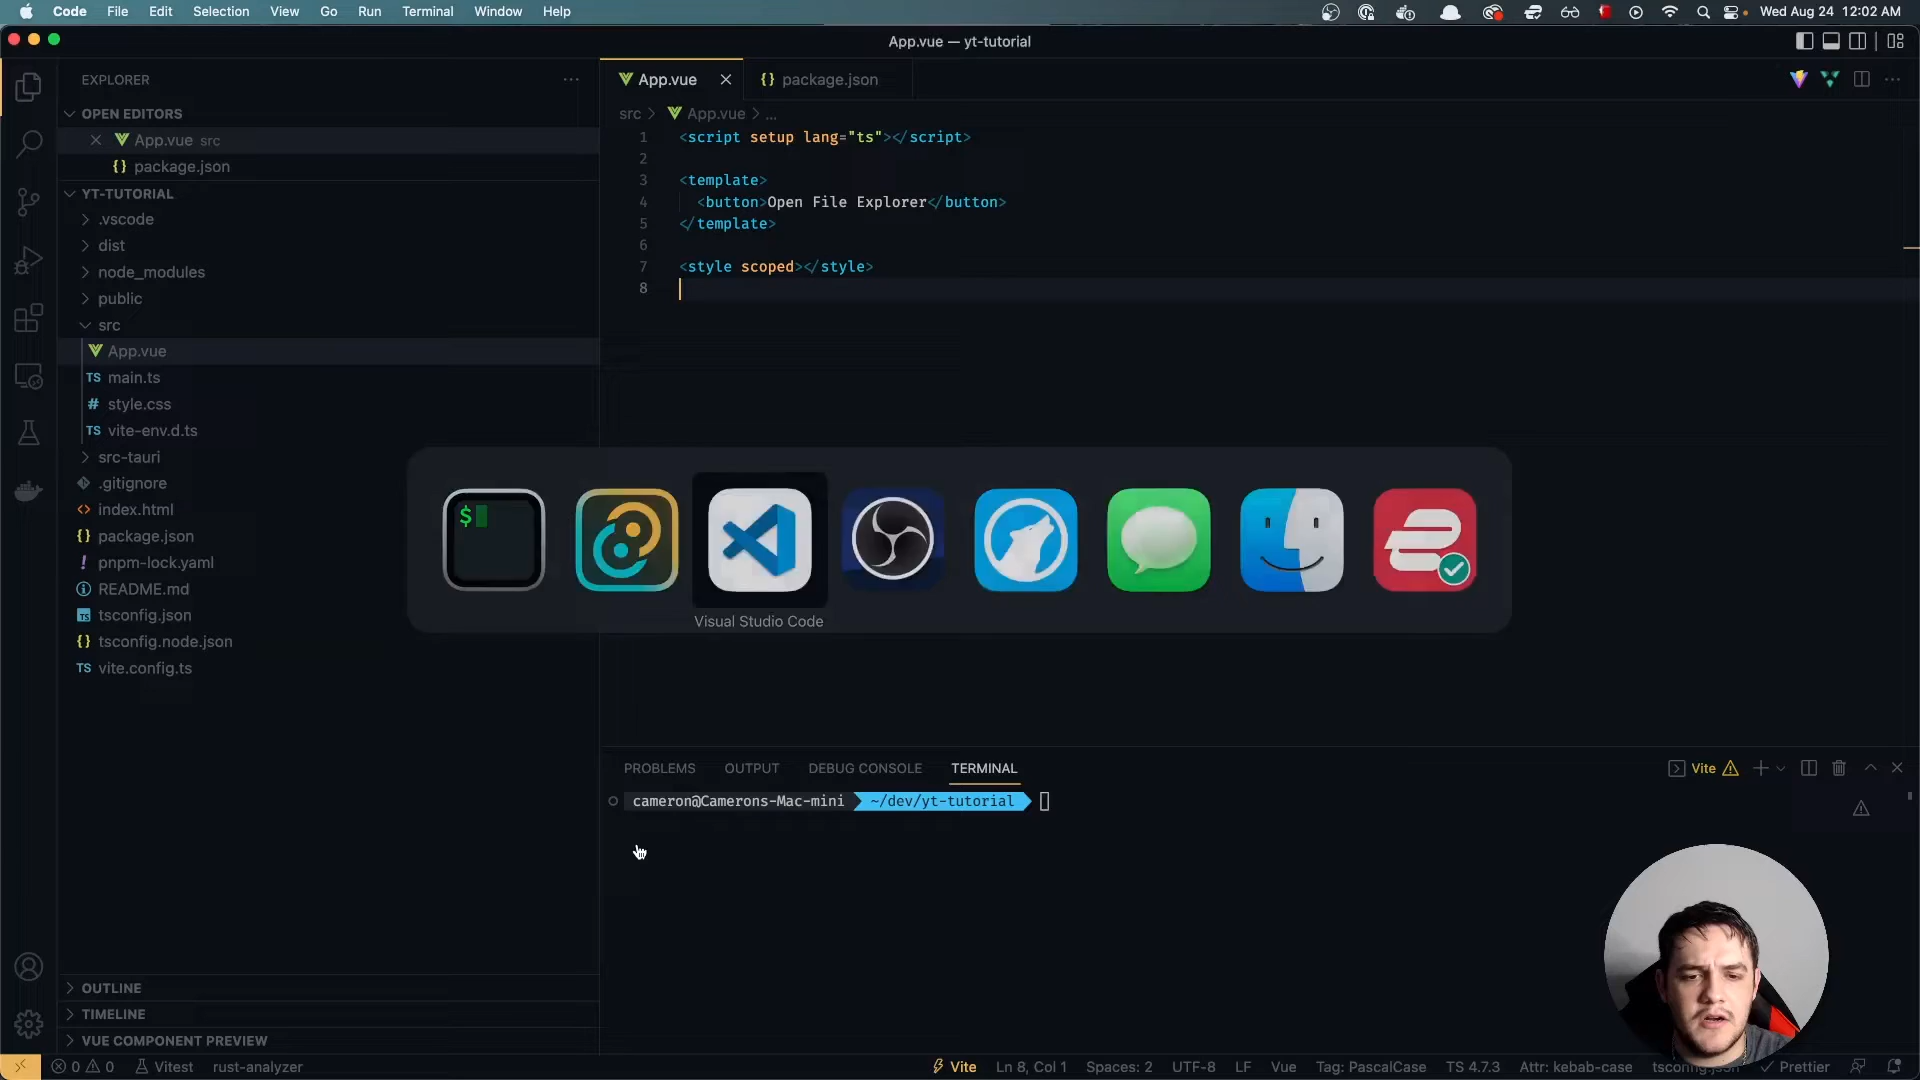 Code File Edit Selection View Go Run Terminal Window Help
Wed Aug 24 12:02 AM
App.vue — yt-tutorial
EXPLORER
OPEN EDITORS
App.vue src
package.json
YT-TUTORIAL
.vscode
dist
node_modules
public
src
App.vue
TS main.ts
# style.css
TS vite-env.d.ts
src-tauri
.gitignore
<> index.html
{} package.json
! pnpm-lock.yaml
README.md
tsconfig.json
{} tsconfig.node.json
TS vite.config.ts
OUTLINE
TIMELINE
VUE COMPONENT PREVIEW
App.vue {} package.json
src > App.vue > ...
1 <script setup lang="ts"></script>
2
3 <template>
4 <button>Open File Explorer</button>
5 </template>
6
7 <style scoped></style>
8
$
Visual Studio Code
PROBLEMS OUTPUT DEBUG CONSOLE TERMINAL
Vite
cameron@Camerons-Mac-mini ~/dev/yt-tutorial
0 0 Vitest rust-analyzer
Vite Ln 8, Col 1 Spaces: 2 UTF-8 LF Vue Tag: PascalCase TS 4.7.3 Attr: kebab-case tsconfig.json Prettier